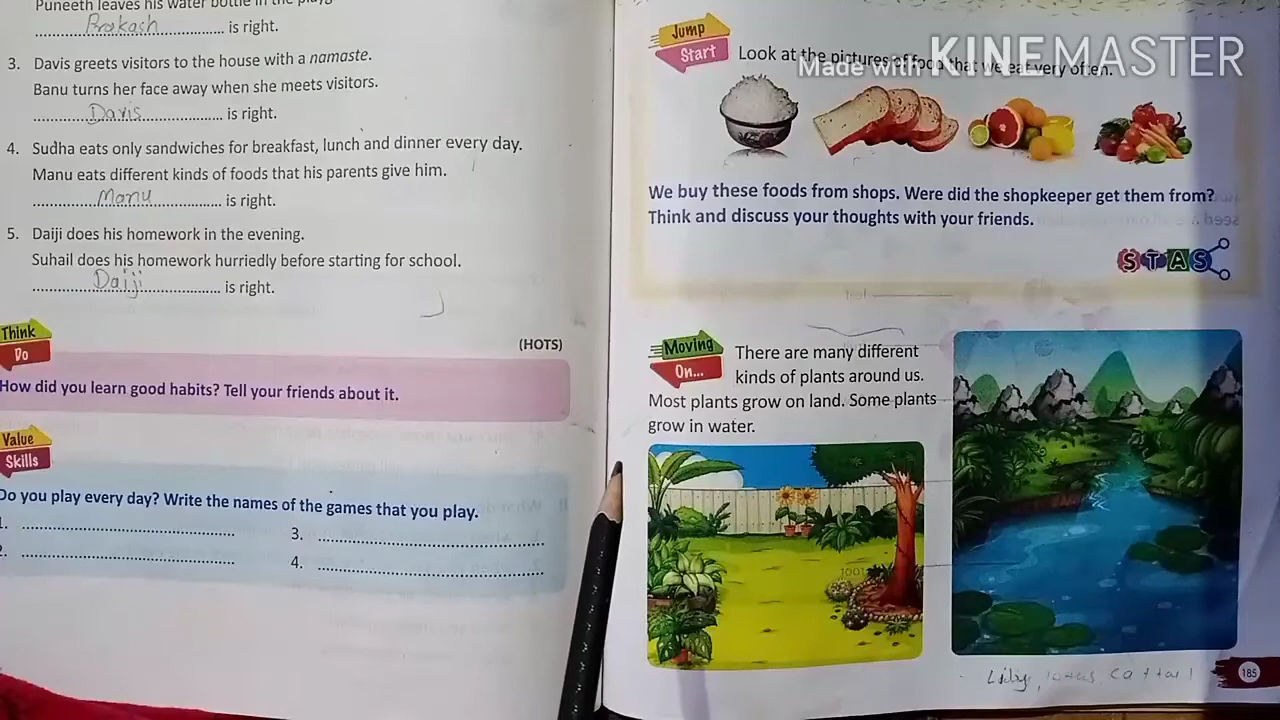 Puneeth leaves his water bottle in the
Prakash is right.
3. Davis greets visitors to the house with a namaste.
Banu turns her face away when she meets visitors.
Davis is right.
4. Sudha eats only sandwiches for breakfast, lunch and dinner every day.
Manu eats different kinds of foods that his parents give him.
Manu is right.
5. Daiji does his homework in the evening.
Suhail does his homework hurriedly before starting for school.
Daiji is right.
Think
Do
(HOTS)
How did you learn good habits? Tell your friends about it.
Value
Skills
Do you play every day? Write the names of the games that you play.
1.
3.
2.
4.
Jump
Start
Look at the pictures of food that we eat very often.
Made with KINEMASTER
We buy these foods from shops. Were did the shopkeeper get them from?
Think and discuss your thoughts with your friends.
STAS
Moving
On...
There are many different
kinds of plants around us.
Most plants grow on land. Some plants
grow in water.
Lily, lotus cattail
185